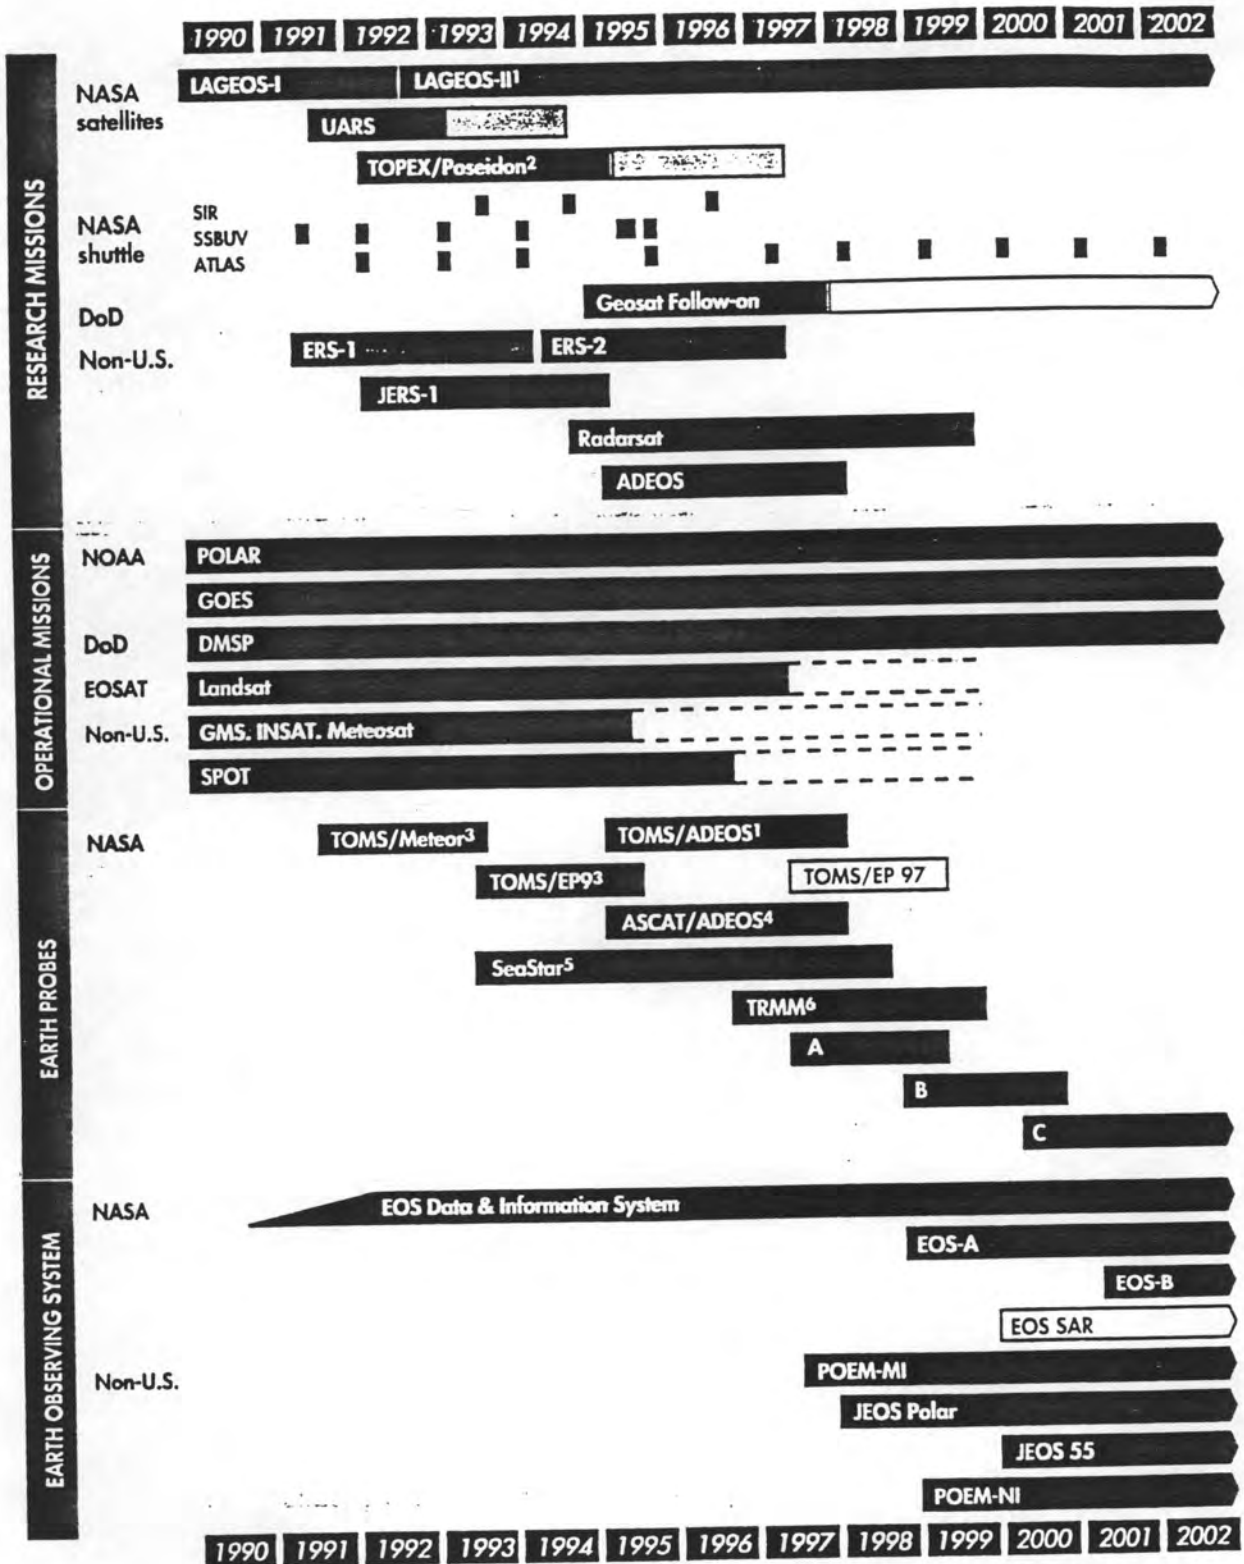 1990 1991 1992 1993 1994 1995 1996 1997 1998 1999 2000 2001 2002
RESEARCH MISSIONS
NASA satellites
LAGEOS-I LAGEOS-II¹
UARS
TOPEX/Poseidon²
NASA shuttle
SIR
SSBUV
ATLAS
DoD
Geosat Follow-on
Non-U.S.
ERS-1 ERS-2
JERS-1
Radarsat
ADEOS
OPERATIONAL MISSIONS
NOAA
POLAR
GOES
DoD
DMSP
EOSAT
Landsat
Non-U.S.
GMS. INSAT. Meteosat
SPOT
EARTH PROBES
NASA
TOMS/Meteor³ TOMS/ADEOS¹
TOMS/EP9³ TOMS/EP 97
ASCAT/ADEOS⁴
SeaStar⁵
TRMM⁶
A
B
C
EARTH OBSERVING SYSTEM
NASA
EOS Data & Information System
EOS-A
EOS-B
EOS SAR
Non-U.S.
POEM-MI
JEOS Polar
JEOS 55
POEM-NI
1990 1991 1992 1993 1994 1995 1996 1997 1998 1999 2000 2001 2002